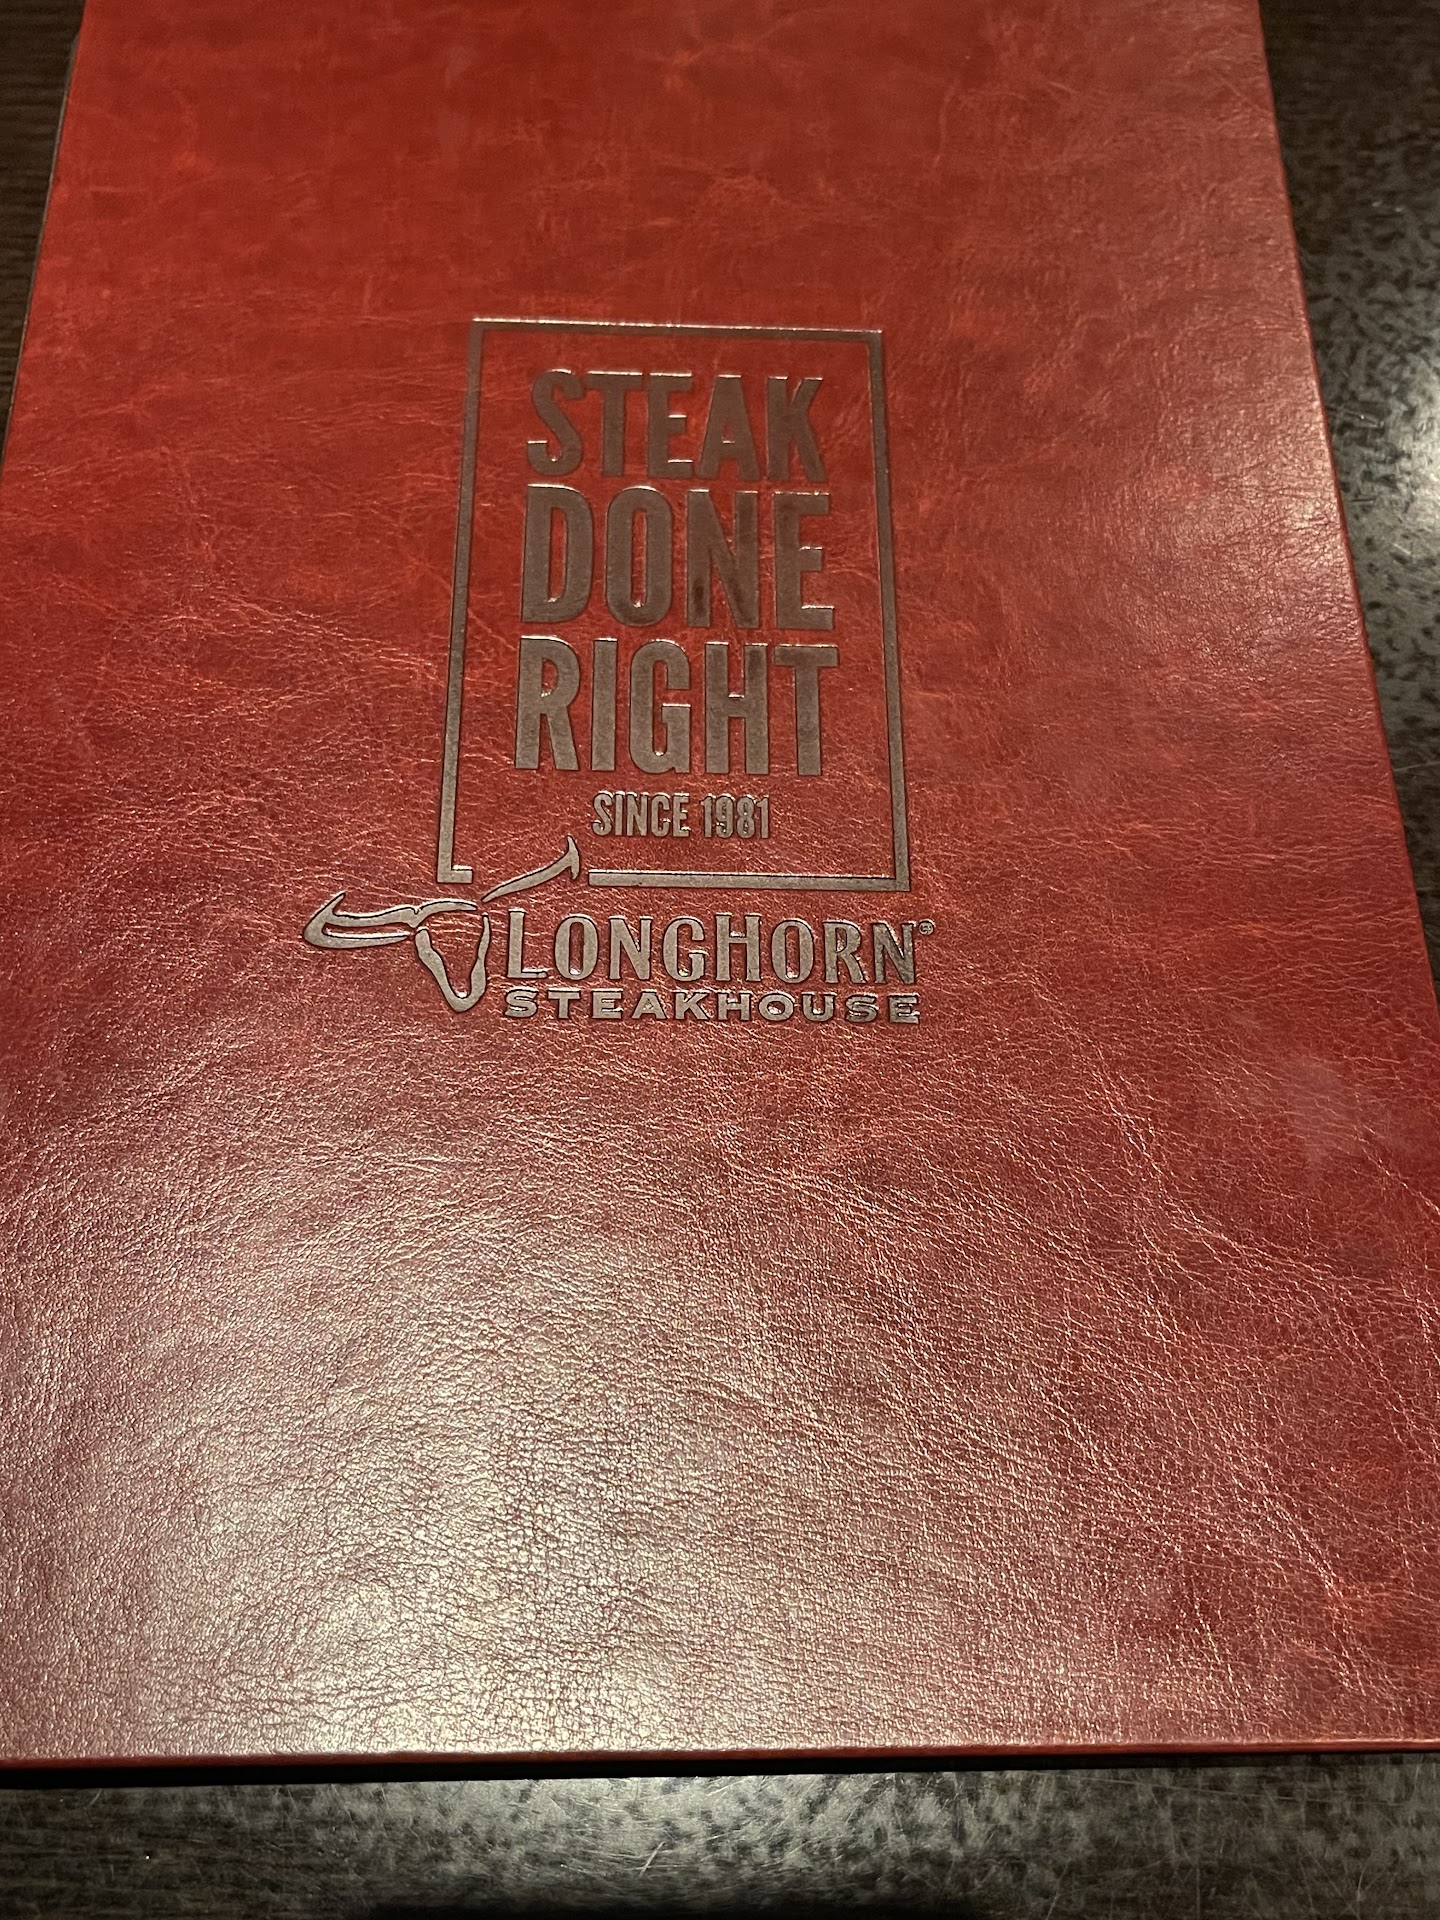 STEAK
DONE
RIGHT
SINCE 1981
LONGHORN®
STEAKHOUSE